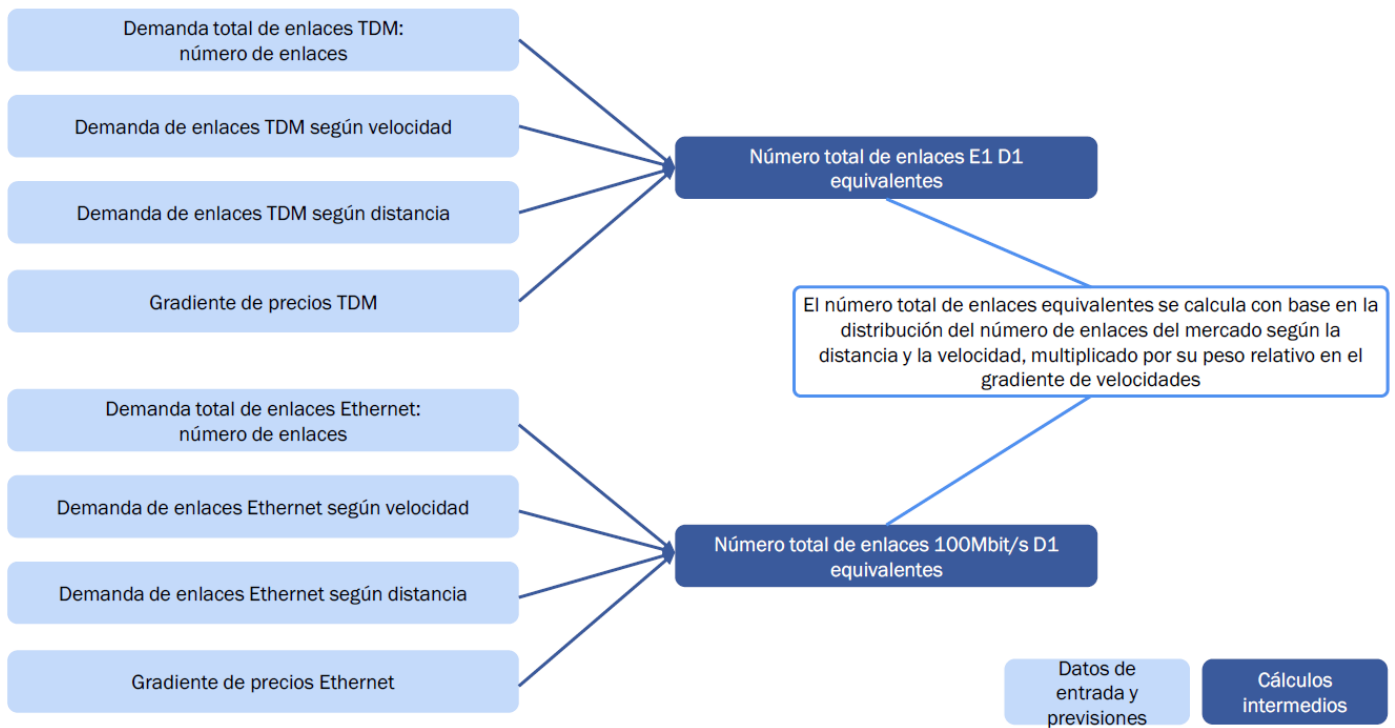 Demanda total de enlaces TDM:
número de enlaces
Demanda de enlaces TDM según velocidad
Demanda de enlaces TDM según distancia
Gradiente de precios TDM
Número total de enlaces E1 D1
equivalentes
El número total de enlaces equivalentes se calcula con base en la
distribución del número de enlaces del mercado según la
distancia y la velocidad, multiplicado por su peso relativo en el
gradiente de velocidades
Demanda total de enlaces Ethernet:
número de enlaces
Demanda de enlaces Ethernet según velocidad
Demanda de enlaces Ethernet según distancia
Gradiente de precios Ethernet
Número total de enlaces 100Mbit/s D1
equivalentes
Datos de
entrada y
previsiones
Cálculos
intermedios